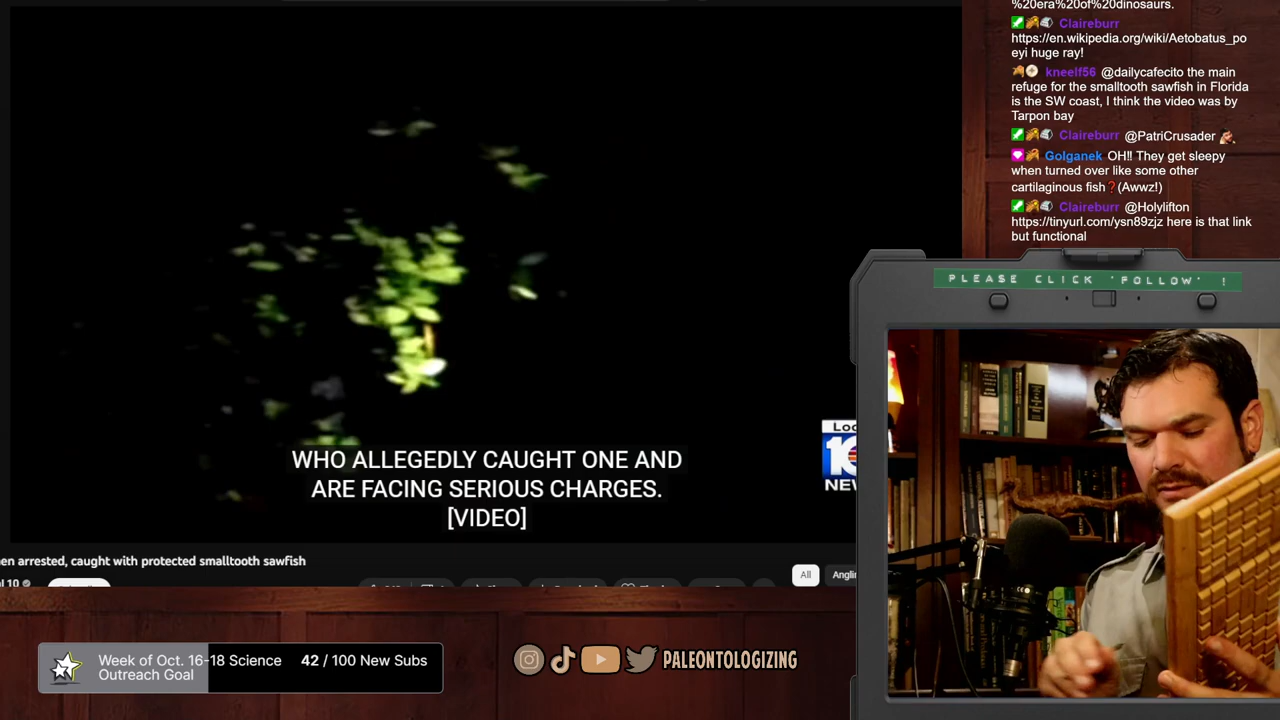 %20era%20of%20dinosaurs.
Claireburr
https://en.wikipedia.org/wiki/Aetobatus_po
eyi huge ray!
kneelf56 @dailycafecito the main
refuge for the smalltooth sawfish in Florida
is the SW coast, I think the video was by
Tarpon bay
Claireburr @PatriCrusader
Golganek OH!! They get sleepy
when turned over like some other
cartilaginous fish❓(Awwz!)
Claireburr @Holylifton
https://tinyurl.com/ysn89zjz here is that link
but functional
PLEASE CLICK 'FOLLOW' !
WHO ALLEGEDLY CAUGHT ONE AND
ARE FACING SERIOUS CHARGES.
[VIDEO]
Loc
10
NEW
en arrested, caught with protected smalltooth sawfish
l 10
All
Anglin
Week of Oct. 16-18 Science
Outreach Goal
42 / 100 New Subs
PALEONTOLOGIZING